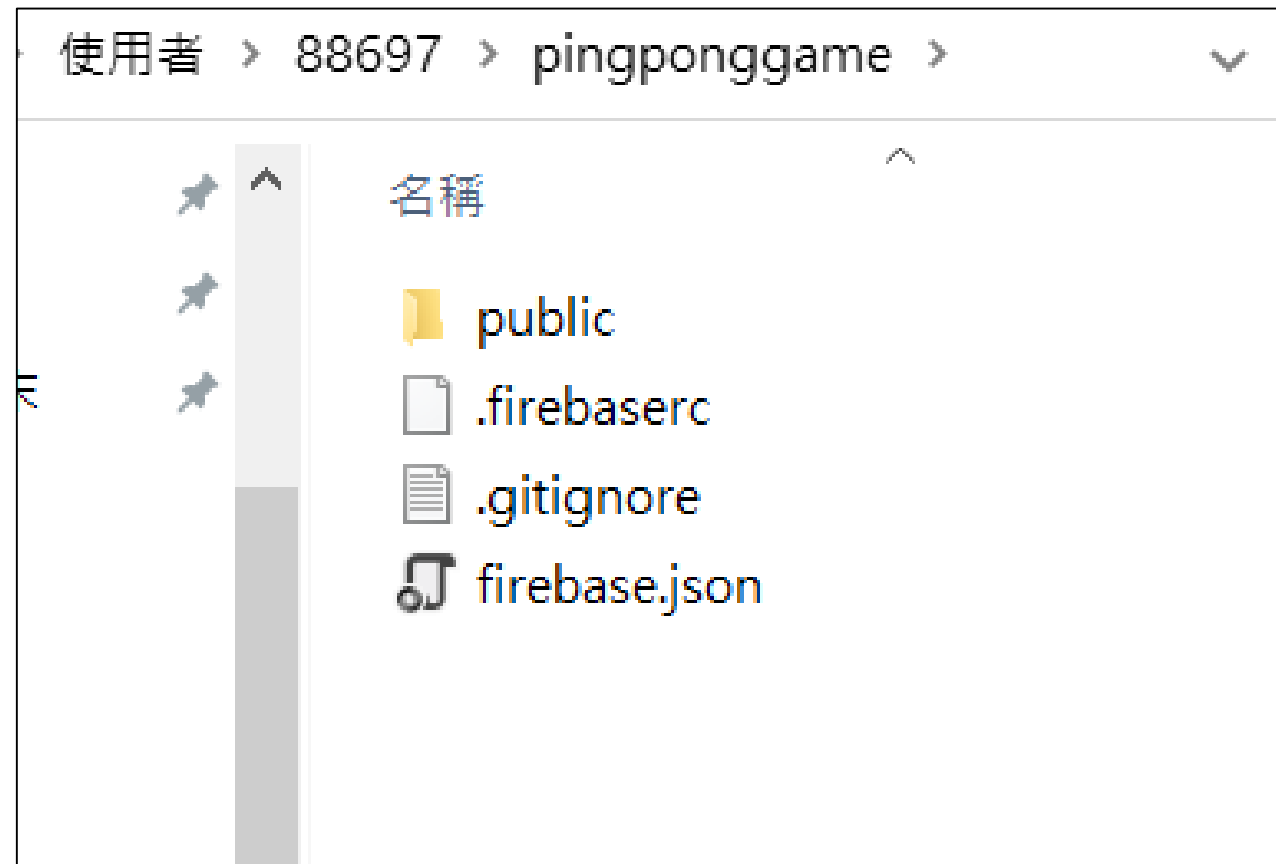 使用者 > 88697 > pingponggame >
名稱
public
.firebaserc
.gitignore
firebase.json